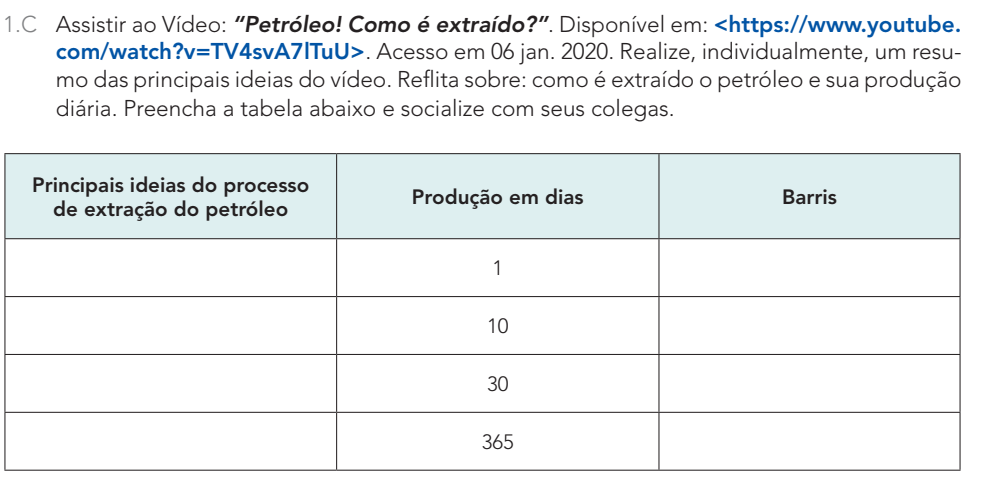 1.C Assistir ao Vídeo: "Petróleo! Como é extraído?". Disponível em: <https://www.youtube.
com/watch?v=TV4svA7lTuU>. Acesso em 06 jan. 2020. Realize, individualmente, um resu-
mo das principais ideias do vídeo. Reflita sobre: como é extraído o petróleo e sua produção
diária. Preencha a tabela abaixo e socialize com seus colegas.
Principais ideias do processo
de extração do petróleo
Produção em dias
Barris
1
10
30
365